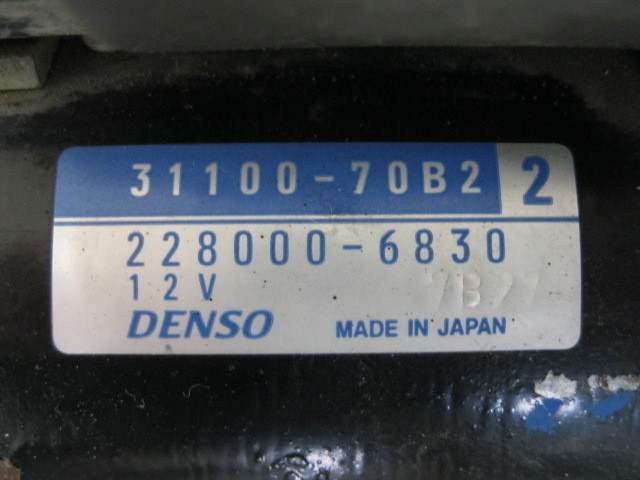 31100-70B2 2
228000-6830
12V
DENSO MADE IN JAPAN